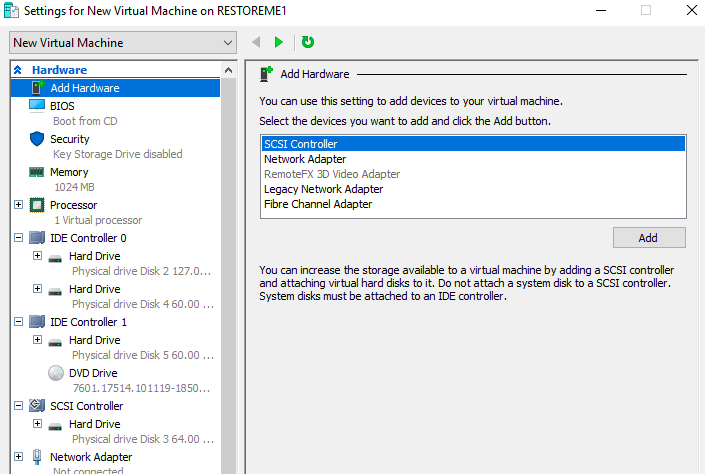 Settings for New Virtual Machine on RESTOREME1
New Virtual Machine
Hardware
Add Hardware
BIOS
Boot from CD
Security
Key Storage Drive disabled
Memory
1024 MB
Processor
1 Virtual processor
IDE Controller 0
Hard Drive
Physical drive Disk 2 127.0...
Hard Drive
Physical drive Disk 4 60.00 ...
IDE Controller 1
Hard Drive
Physical drive Disk 5 60.00 ...
DVD Drive
7601.17514.101119-1850...
SCSI Controller
Hard Drive
Physical drive Disk 3 64.00 ...
Network Adapter
Not connected
Add Hardware
You can use this setting to add devices to your virtual machine.
Select the devices you want to add and click the Add button.
SCSI Controller
Network Adapter
RemoteFX 3D Video Adapter
Legacy Network Adapter
Fibre Channel Adapter
Add
You can increase the storage available to a virtual machine by adding a SCSI controller
and attaching virtual hard disks to it. Do not attach a system disk to a SCSI controller.
System disks must be attached to an IDE controller.